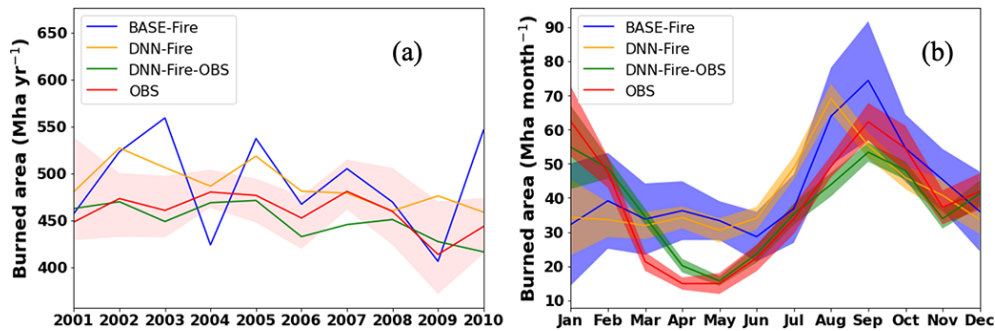 Burned area (Mha yr⁻¹)
650
600
550
500
450
400
BASE-Fire
DNN-Fire
DNN-Fire-OBS
OBS
(a)
2001 2002 2003 2004 2005 2006 2007 2008 2009 2010
Burned area (Mha month⁻¹)
90
80
70
60
50
40
30
20
10
BASE-Fire
DNN-Fire
DNN-Fire-OBS
OBS
(b)
Jan Feb Mar Apr May Jun Jul Aug Sep Oct Nov Dec